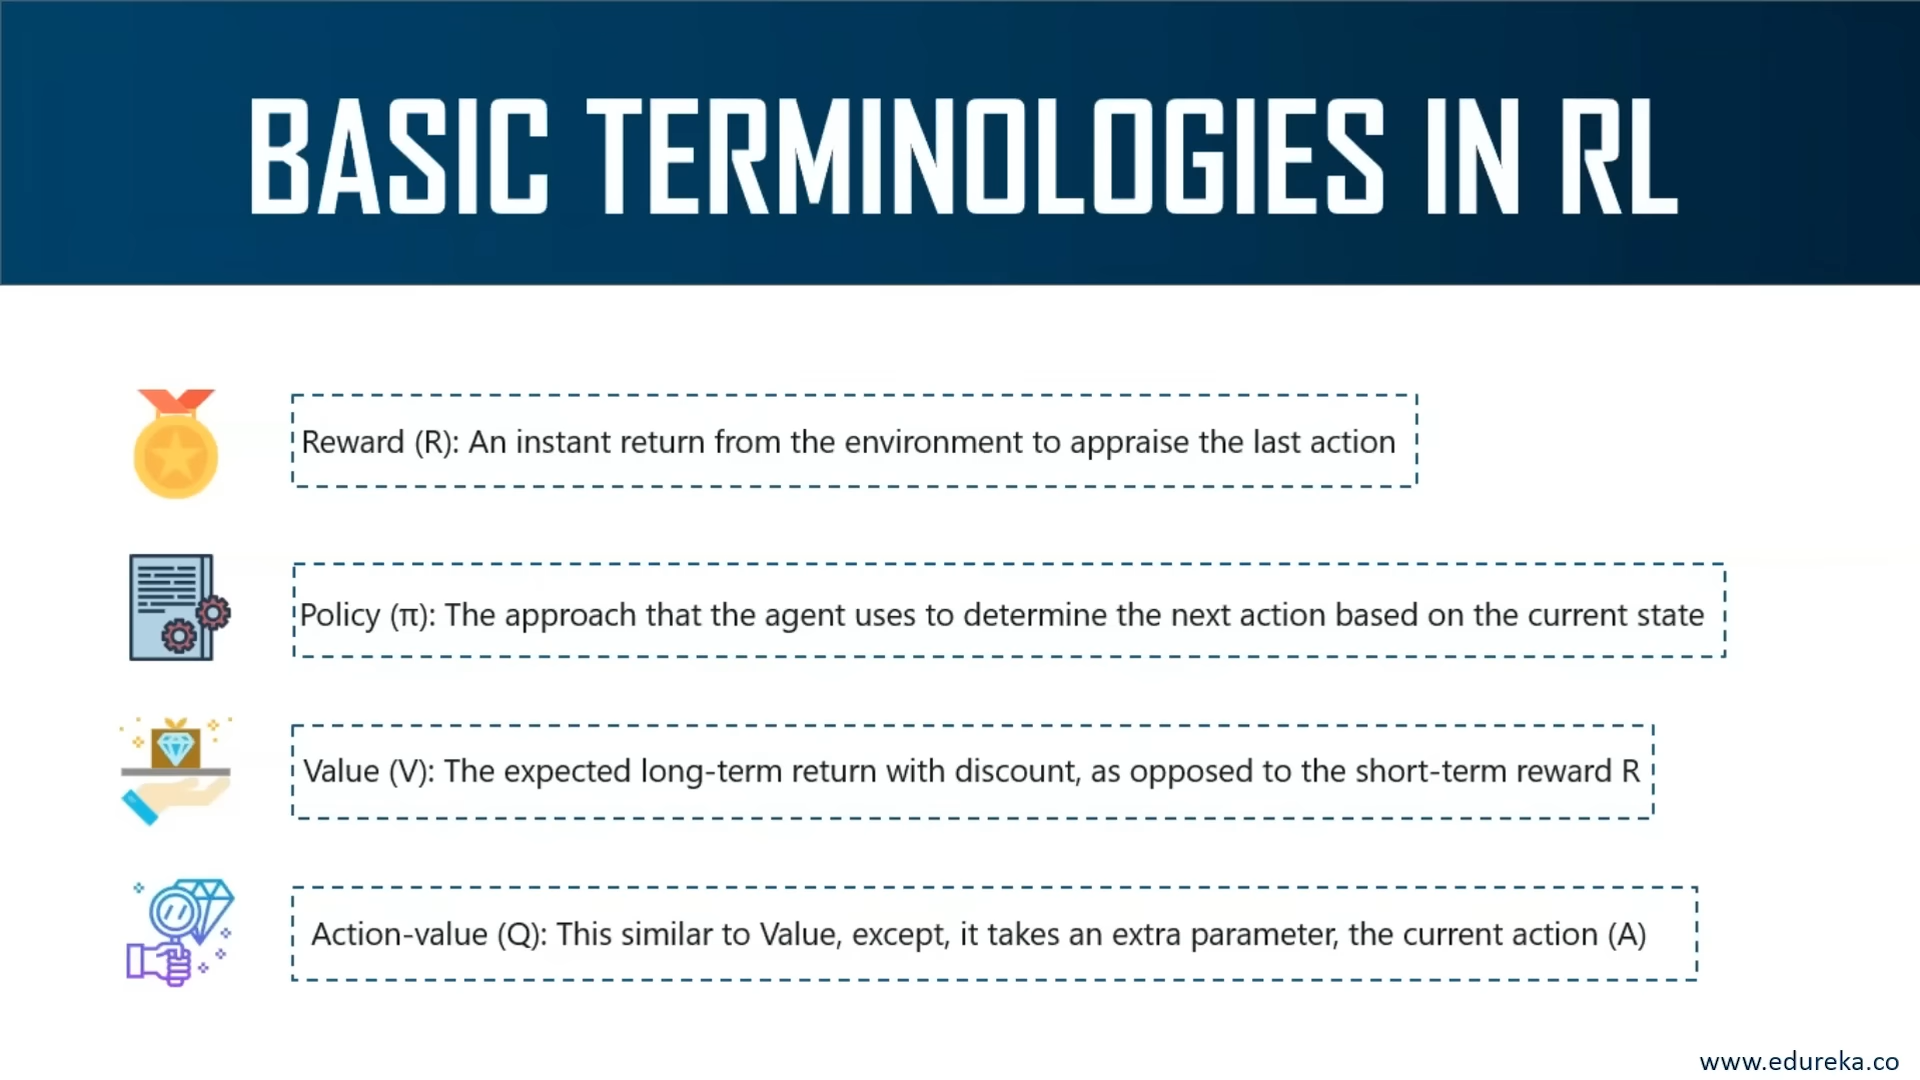 BASIC TERMINOLOGIES IN RL
Reward (R): An instant return from the environment to appraise the last action
Policy (π): The approach that the agent uses to determine the next action based on the current state
Value (V): The expected long-term return with discount, as opposed to the short-term reward R
Action-value (Q): This similar to Value, except, it takes an extra parameter, the current action (A)
www.edureka.co